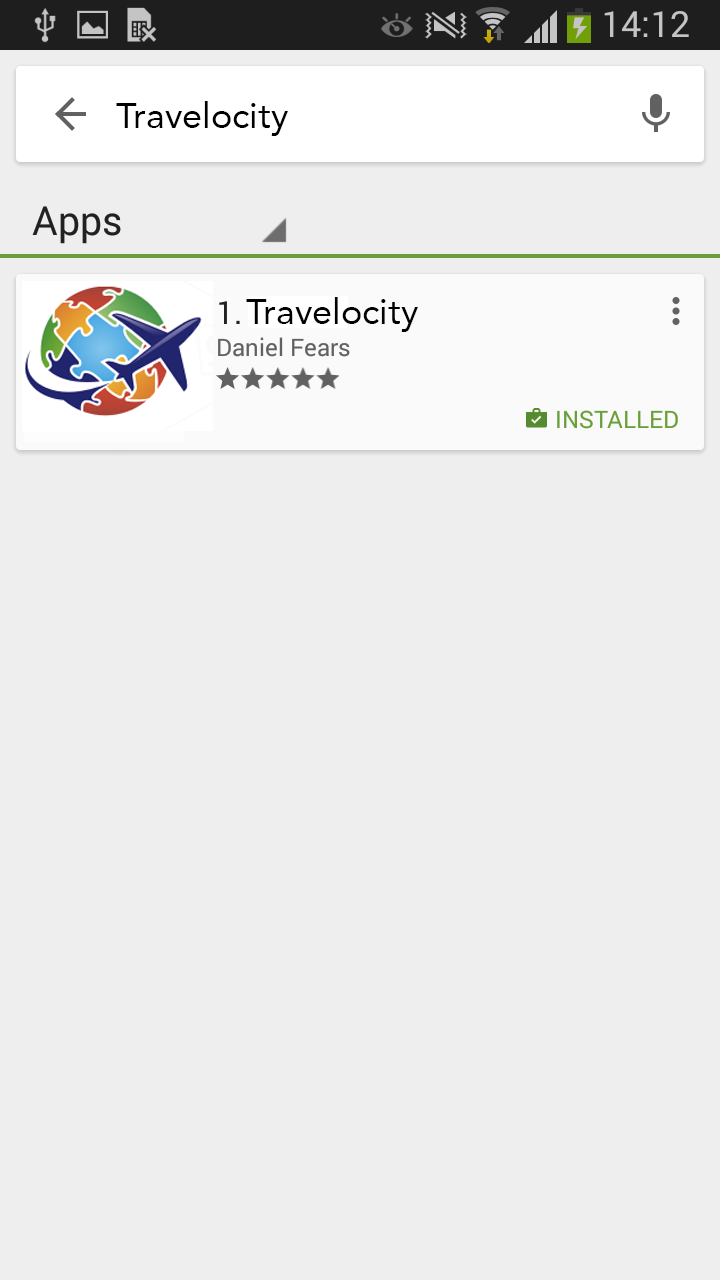 14:12
Travelocity
Apps
1. Travelocity
Daniel Fears
INSTALLED